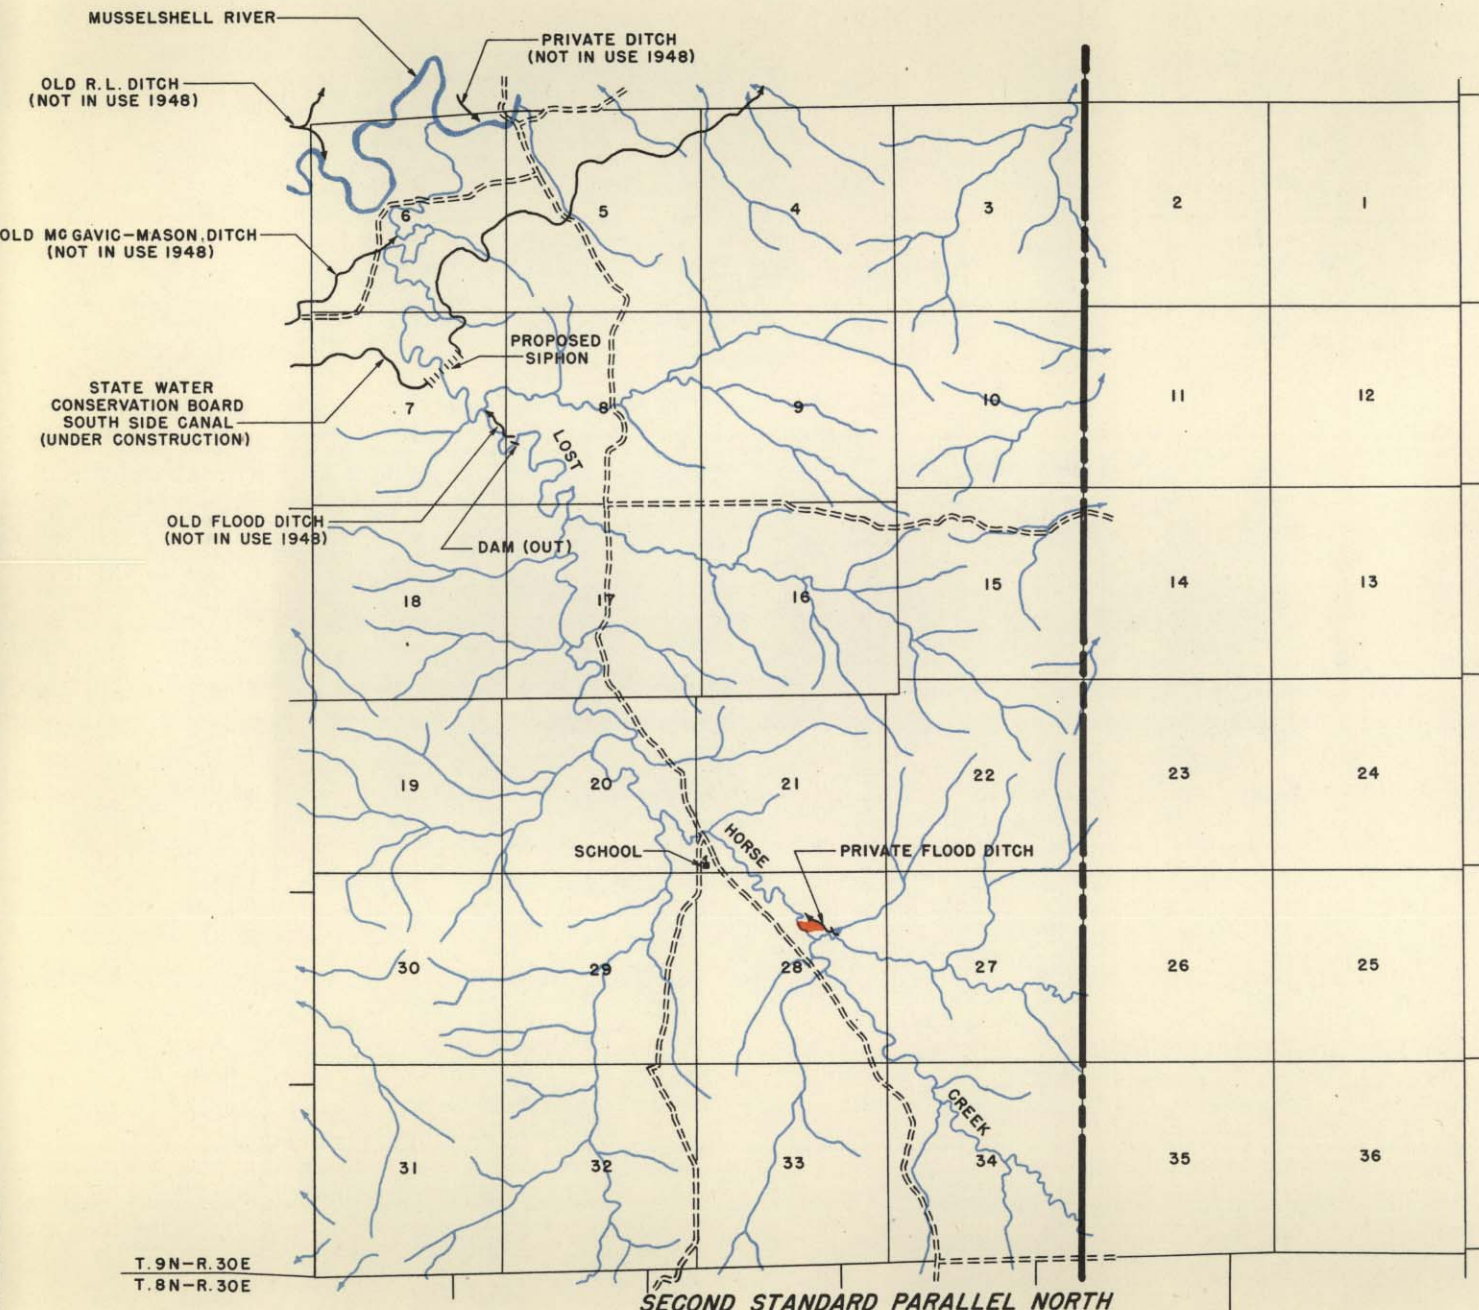 MUSSELSHELL RIVER
PRIVATE DITCH
(NOT IN USE 1948)
OLD R.L. DITCH
(NOT IN USE 1948)
6
5
4
3
2
1
OLD McGAVIC-MASON DITCH
(NOT IN USE 1948)
PROPOSED
SIPHON
STATE WATER
CONSERVATION BOARD
SOUTH SIDE CANAL
(UNDER CONSTRUCTION)
7
8
9
10
11
12
LOST
OLD FLOOD DITCH
(NOT IN USE 1948)
DAM (OUT)
18
17
16
15
14
13
19
20
21
22
23
24
HORSE
SCHOOL
PRIVATE FLOOD DITCH
30
29
28
27
26
25
CREEK
31
32
33
34
35
36
T.9N-R.30E
T.8N-R.30E
SECOND STANDARD PARALLEL NORTH